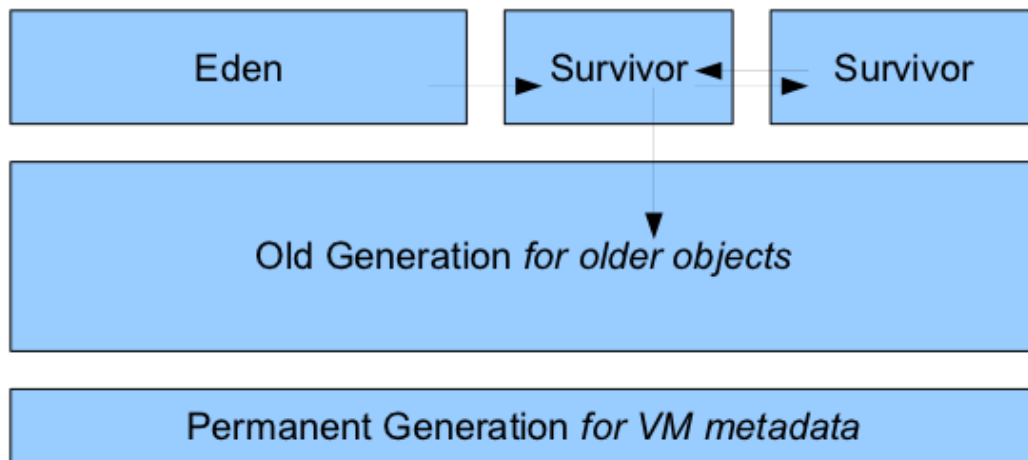 Eden
Survivor
Survivor
Old Generation for older objects
Permanent Generation for VM metadata